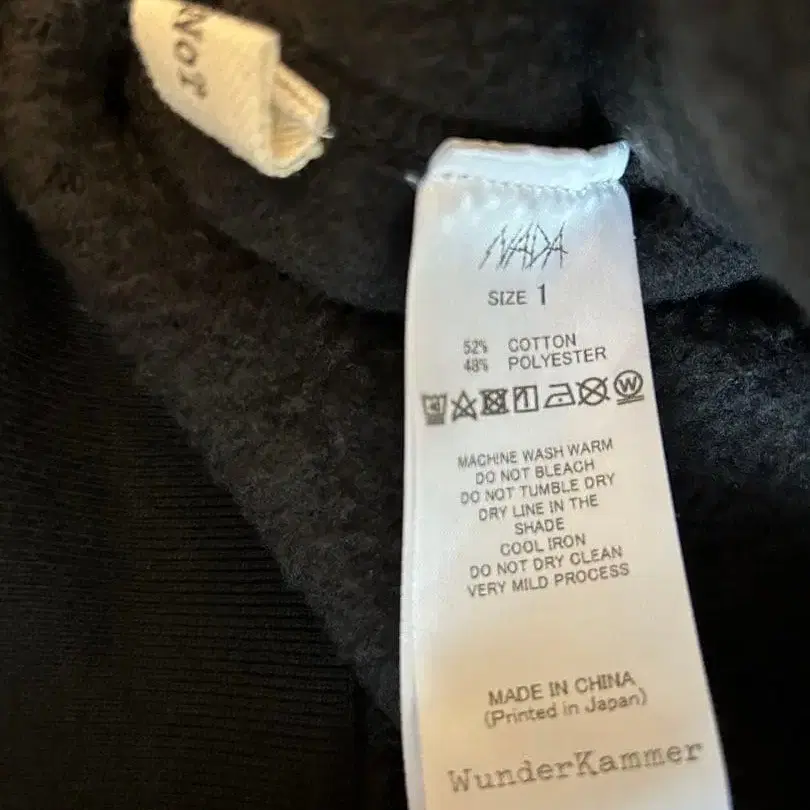 NADA
SIZE 1
52% COTTON
48% POLYESTER
W
MACHINE WASH WARM
DO NOT BLEACH
DO NOT TUMBLE DRY
DRY LINE IN THE
SHADE
COOL IRON
DO NOT DRY CLEAN
VERY MILD PROCESS
MADE IN CHINA
(Printed in Japan)
WunderKammer